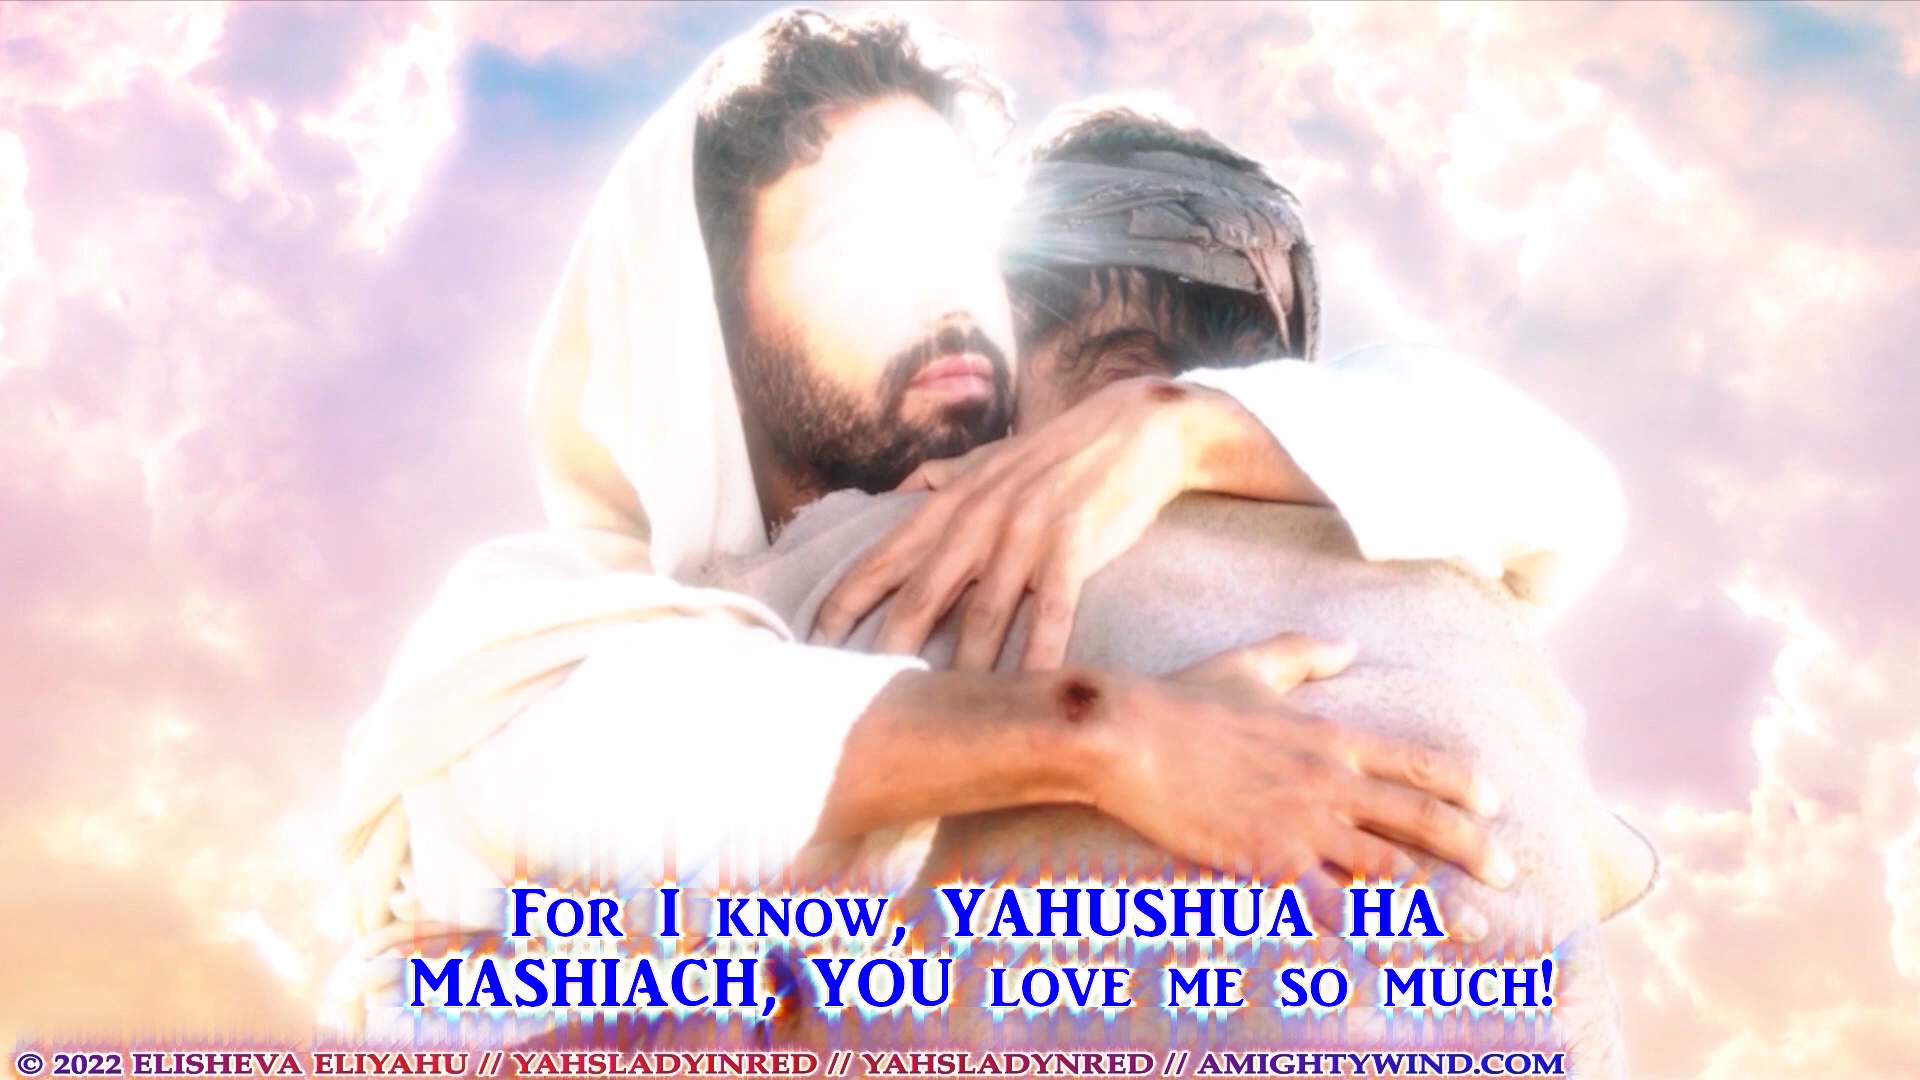 For I know, YAHUSHUA HA
MASHIACH, YOU love me so much!
© 2022 ELISHEVA ELIYAHU // YAHSLADYINRED // YAHSLADYNRED // AMIGHTYWIND.COM